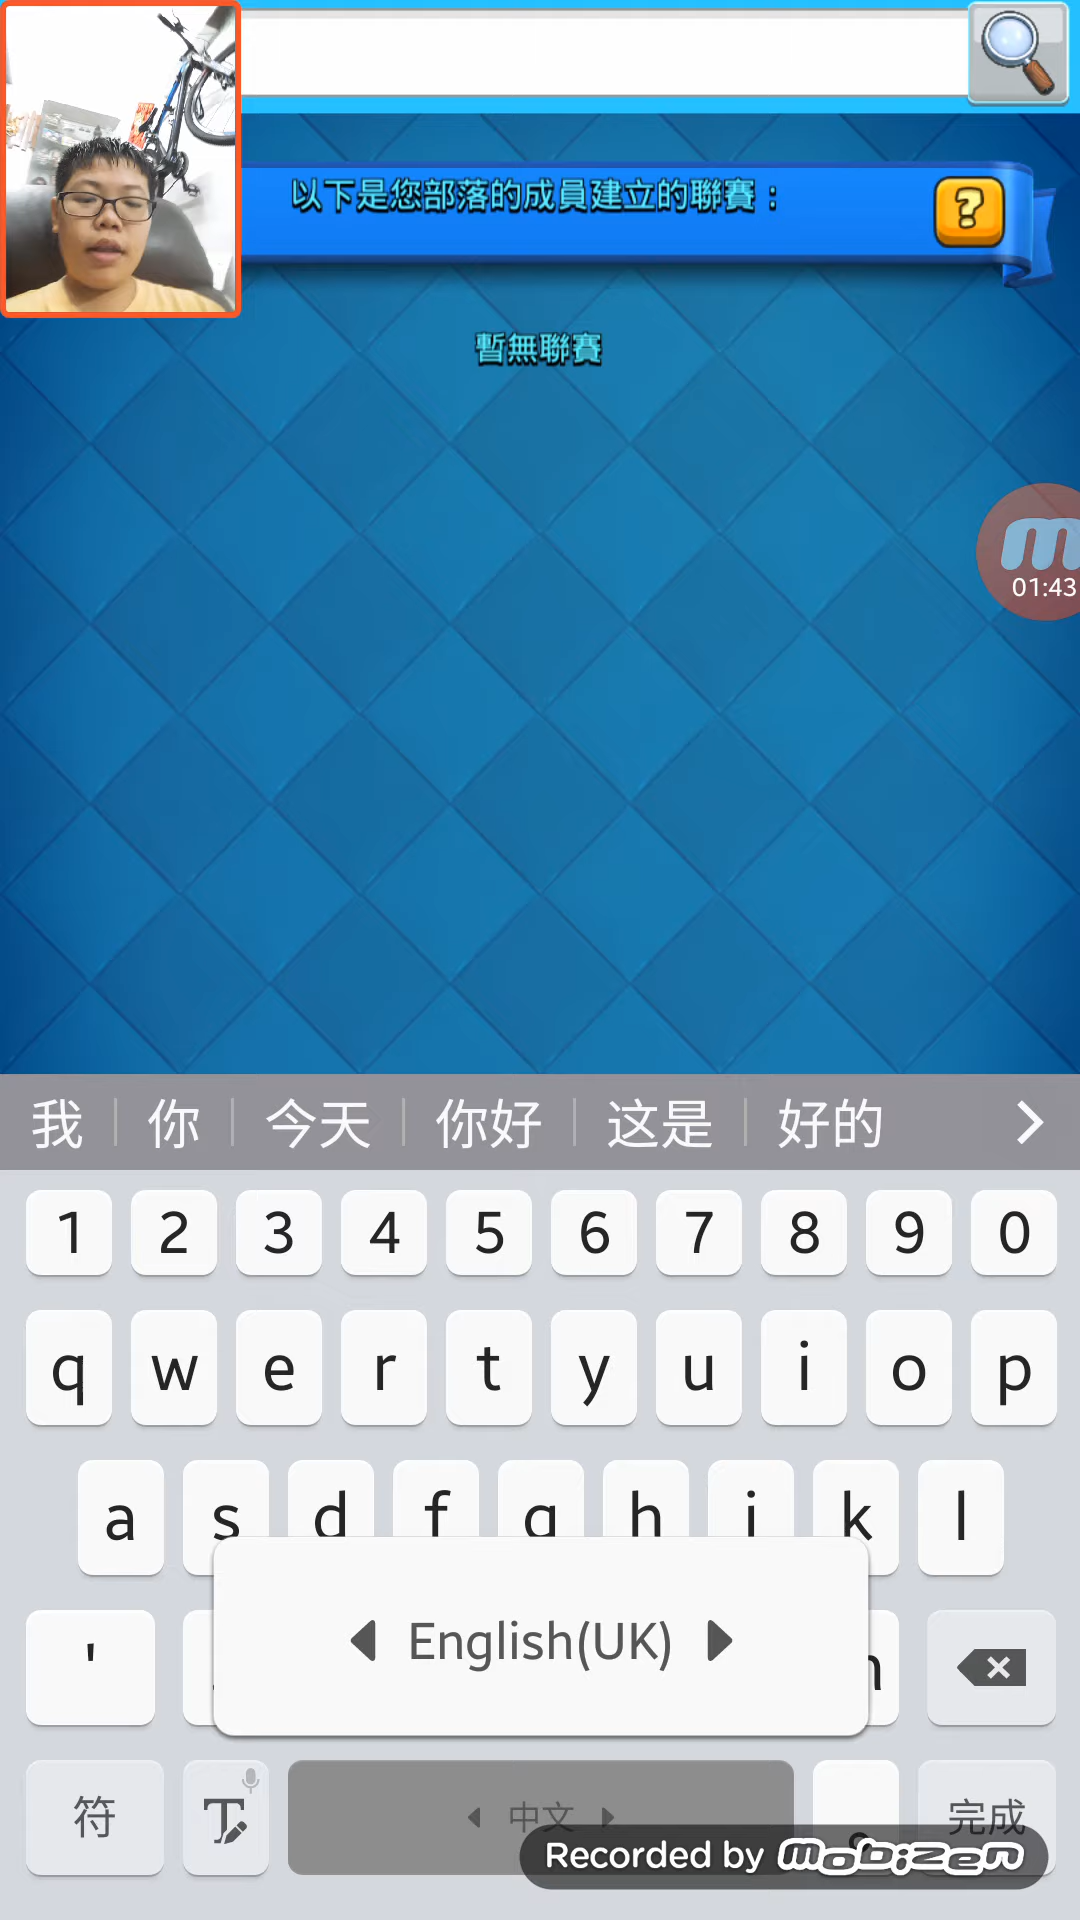 以下是您部落的成員建立的聯賽：
?
暫無聯賽
01:43
我 你 今天 你好 这是 好的
1 2 3 4 5 6 7 8 9 0
q w e r t y u i o p
a s d f g h j k l
English(UK)
'
符 中文 完成
Recorded by mobizen